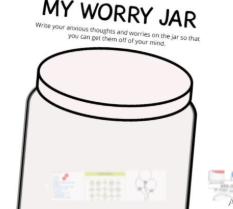 MY WORRY JAR
Write your anxious thoughts and worries on the jar so that
you can get them off of your mind.